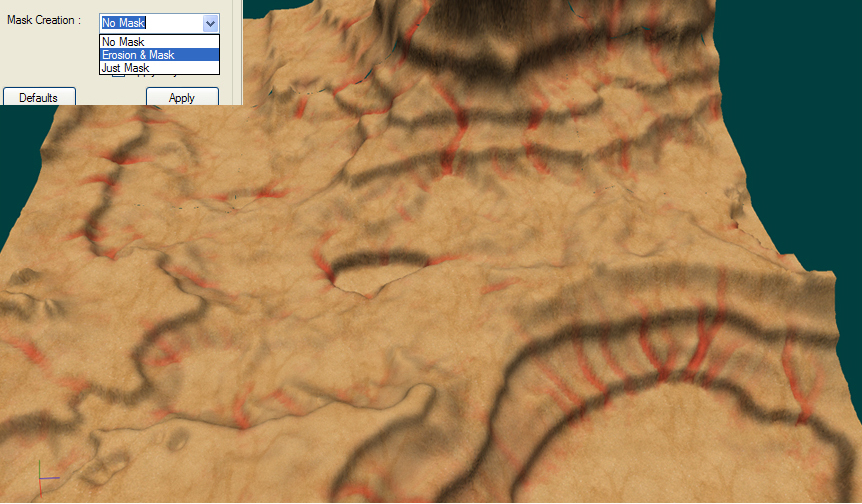 Mask Creation : No Mask
No Mask
Erosion & Mask
Just Mask
Defaults Apply